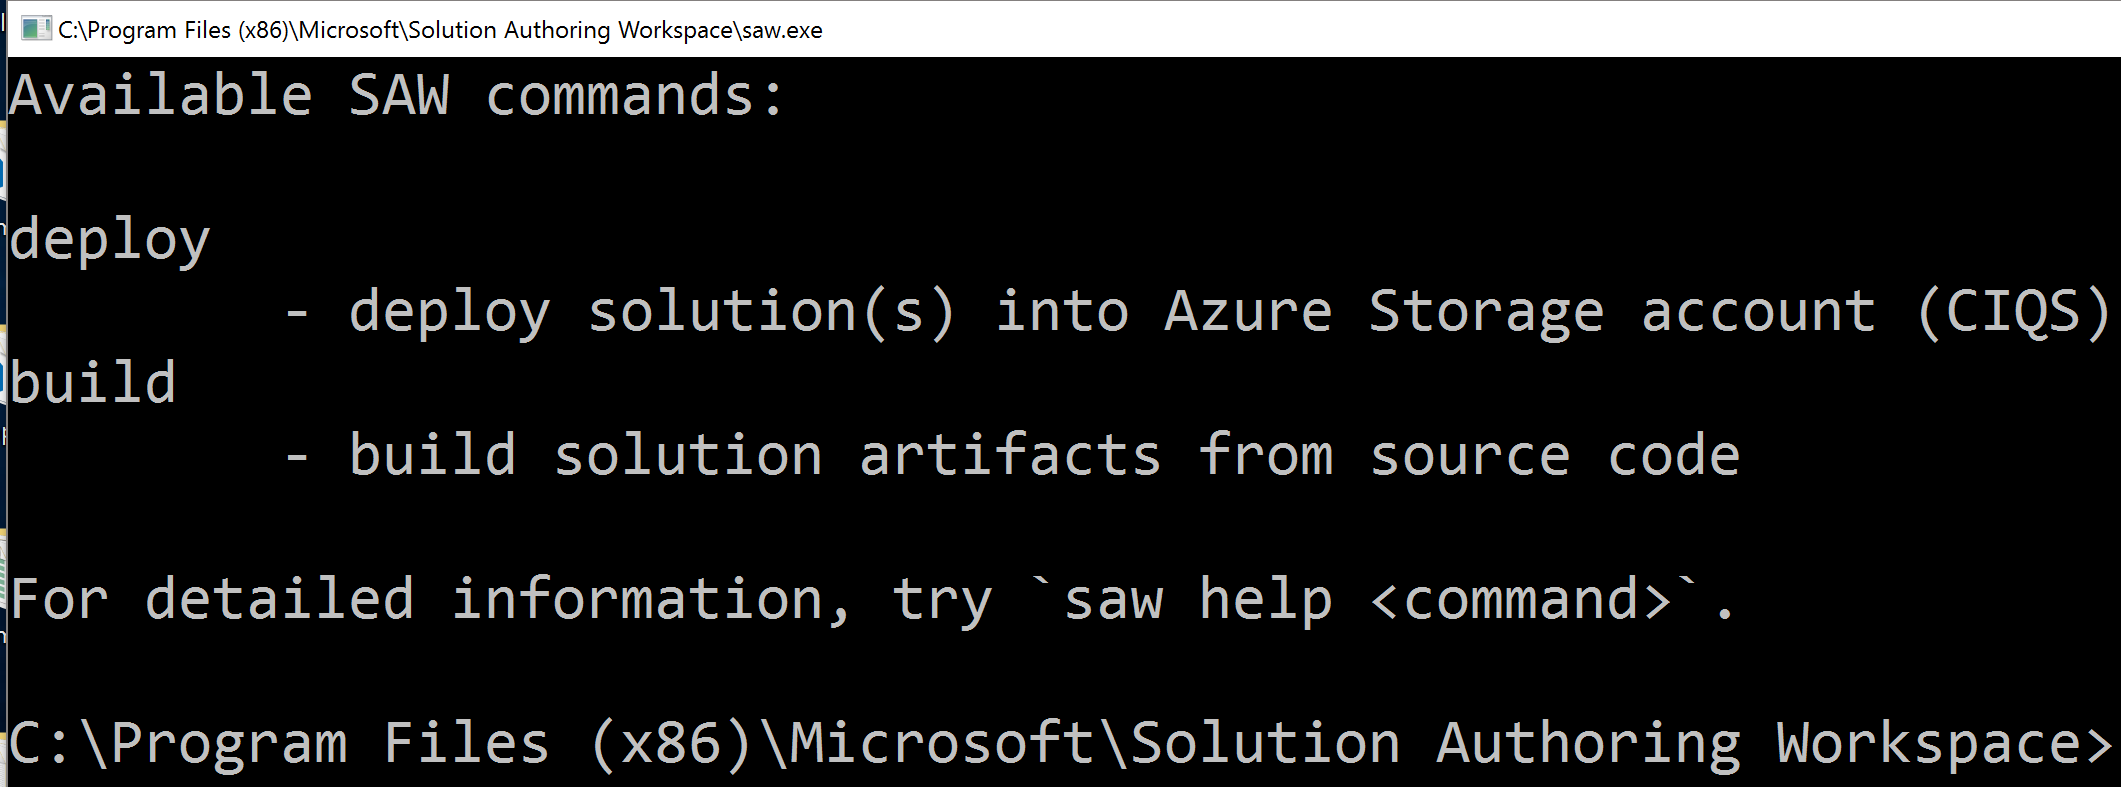 C:\Program Files (x86)\Microsoft\Solution Authoring Workspace\saw.exe
Available SAW commands:
deploy
- deploy solution(s) into Azure Storage account (CIQS)
build
- build solution artifacts from source code
For detailed information, try `saw help <command>`.
C:\Program Files (x86)\Microsoft\Solution Authoring Workspace>